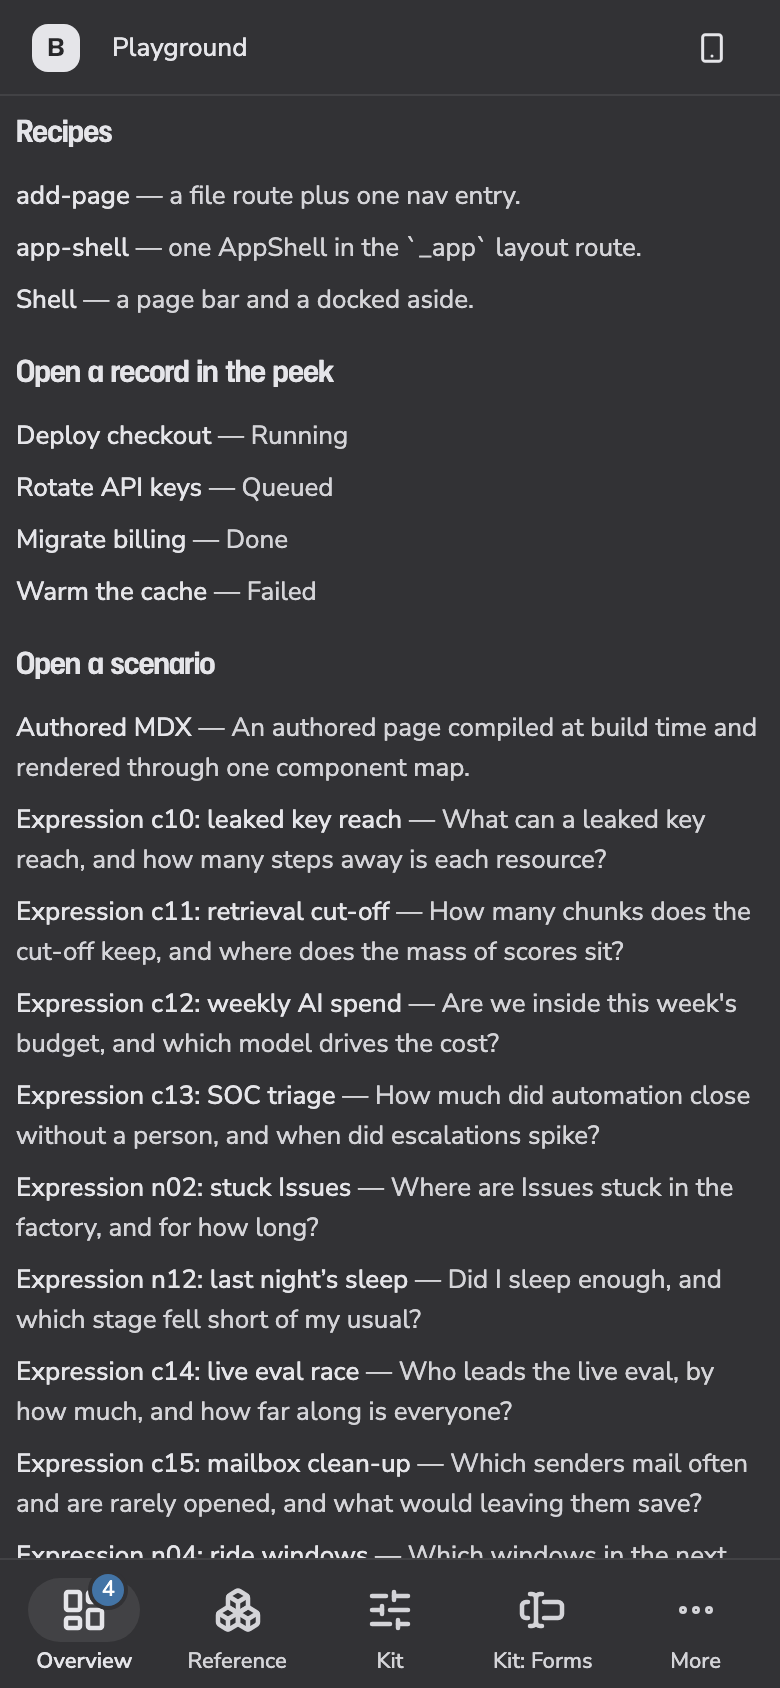 B Playground
Recipes
add-page — a file route plus one nav entry.
app-shell — one AppShell in the `_app` layout route.
Shell — a page bar and a docked aside.
Open a record in the peek
Deploy checkout — Running
Rotate API keys — Queued
Migrate billing — Done
Warm the cache — Failed
Open a scenario
Authored MDX — An authored page compiled at build time and
rendered through one component map.
Expression c10: leaked key reach — What can a leaked key
reach, and how many steps away is each resource?
Expression c11: retrieval cut-off — How many chunks does the
cut-off keep, and where does the mass of scores sit?
Expression c12: weekly AI spend — Are we inside this week's
budget, and which model drives the cost?
Expression c13: SOC triage — How much did automation close
without a person, and when did escalations spike?
Expression n02: stuck Issues — Where are Issues stuck in the
factory, and for how long?
Expression n12: last night’s sleep — Did I sleep enough, and
which stage fell short of my usual?
Expression c14: live eval race — Who leads the live eval, by
how much, and how far along is everyone?
Expression c15: mailbox clean-up — Which senders mail often
and are rarely opened, and what would leaving them save?
Expression n04: ride windows — Which windows in the next
4
Overview Reference Kit Kit: Forms More